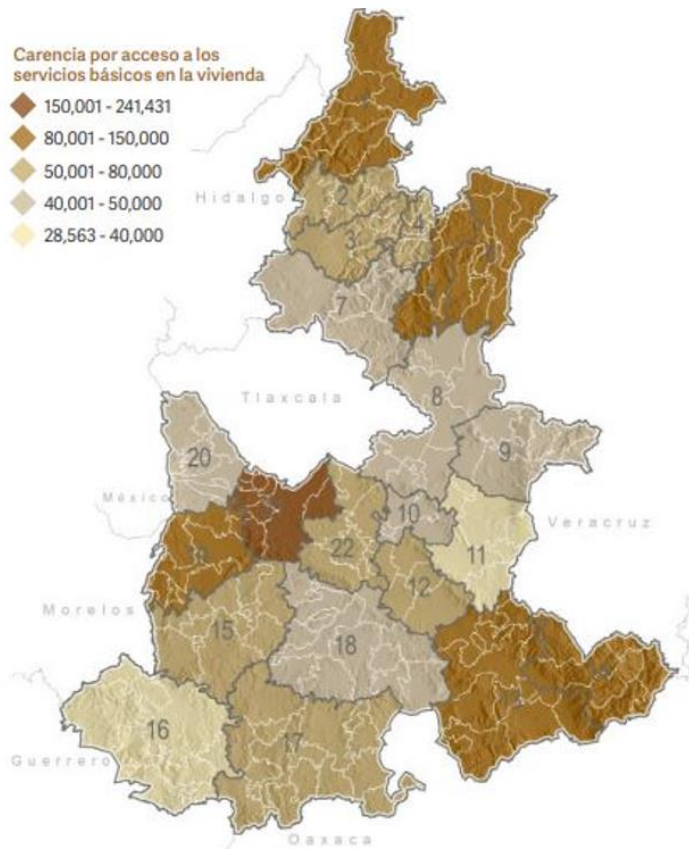 Carencia por acceso a los
servicios básicos en la vivienda
150,001 - 241,431
80,001 - 150,000
50,001 - 80,000
40,001 - 50,000
28,563 - 40,000
Hidalgo
2
4
3
7
Tlaxcala
8
20
9
México
10
Veracruz
22
11
12
Morelos
15
18
16
17
Guerrero
Oaxaca